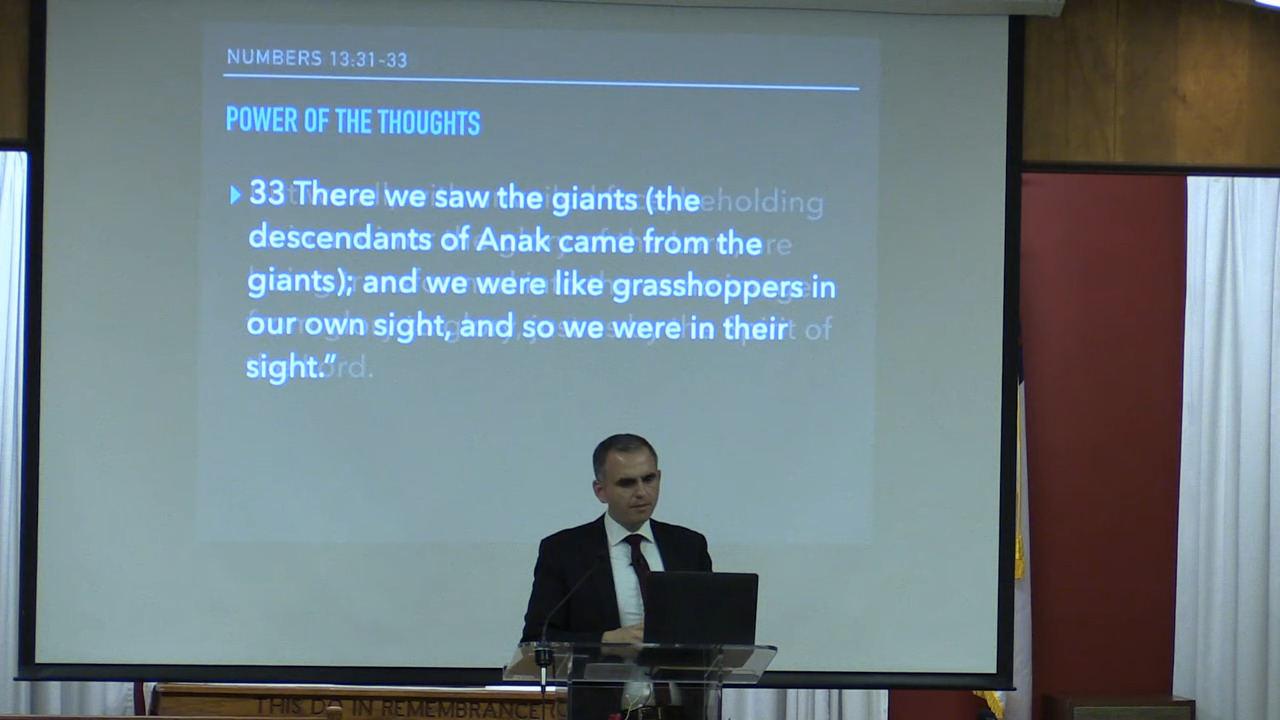 NUMBERS 13:31-33
POWER OF THE THOUGHTS
33 There we saw the giants (the
descendants of Anak came from the
giants); and we were like grasshoppers in
our own sight, and so we were in their
sight.”
THIS DO IN REMEMBRANCE